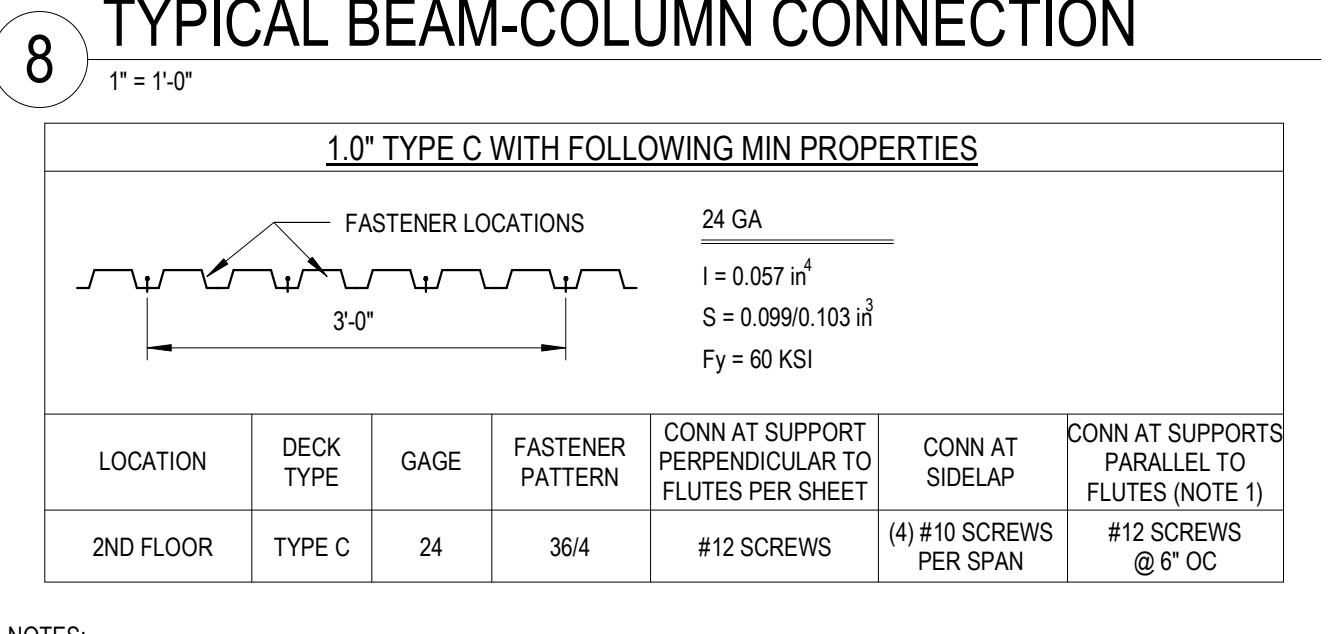 8
TYPICAL BEAM-COLUMN CONNECTION
1" = 1'-0"
1.0" TYPE C WITH FOLLOWING MIN PROPERTIES
FASTENER LOCATIONS
3'-0"
24 GA
I = 0.057 in⁴
S = 0.099/0.103 in³
Fy = 60 KSI
LOCATION
DECK
TYPE
GAGE
FASTENER
PATTERN
CONN AT SUPPORT
PERPENDICULAR TO
FLUTES PER SHEET
CONN AT
SIDELAP
CONN AT SUPPORTS
PARALLEL TO
FLUTES (NOTE 1)
2ND FLOOR
TYPE C
24
36/4
#12 SCREWS
(4) #10 SCREWS
PER SPAN
#12 SCREWS
@ 6" OC
NOTES: